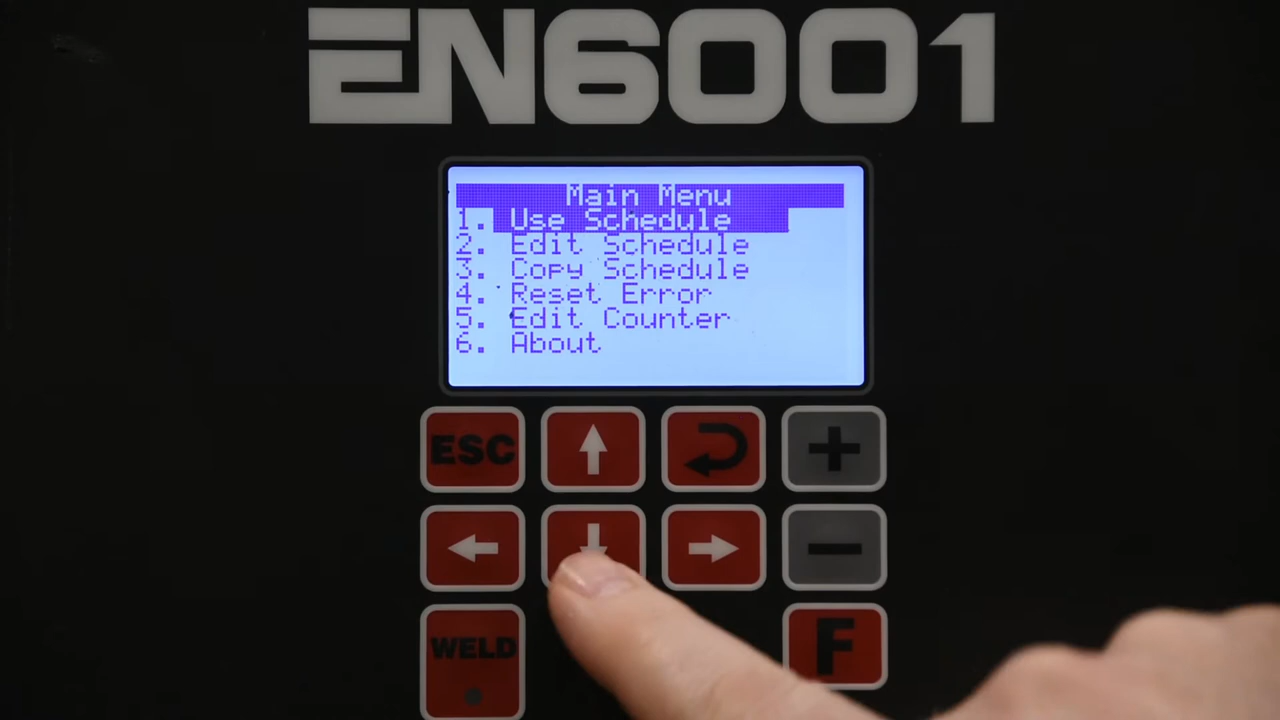 EN6001
Main Menu
1. Use Schedule
2. Edit Schedule
3. Copy Schedule
4. Reset Error
5. Edit Counter
6. About
ESC
+
-
WELD
F